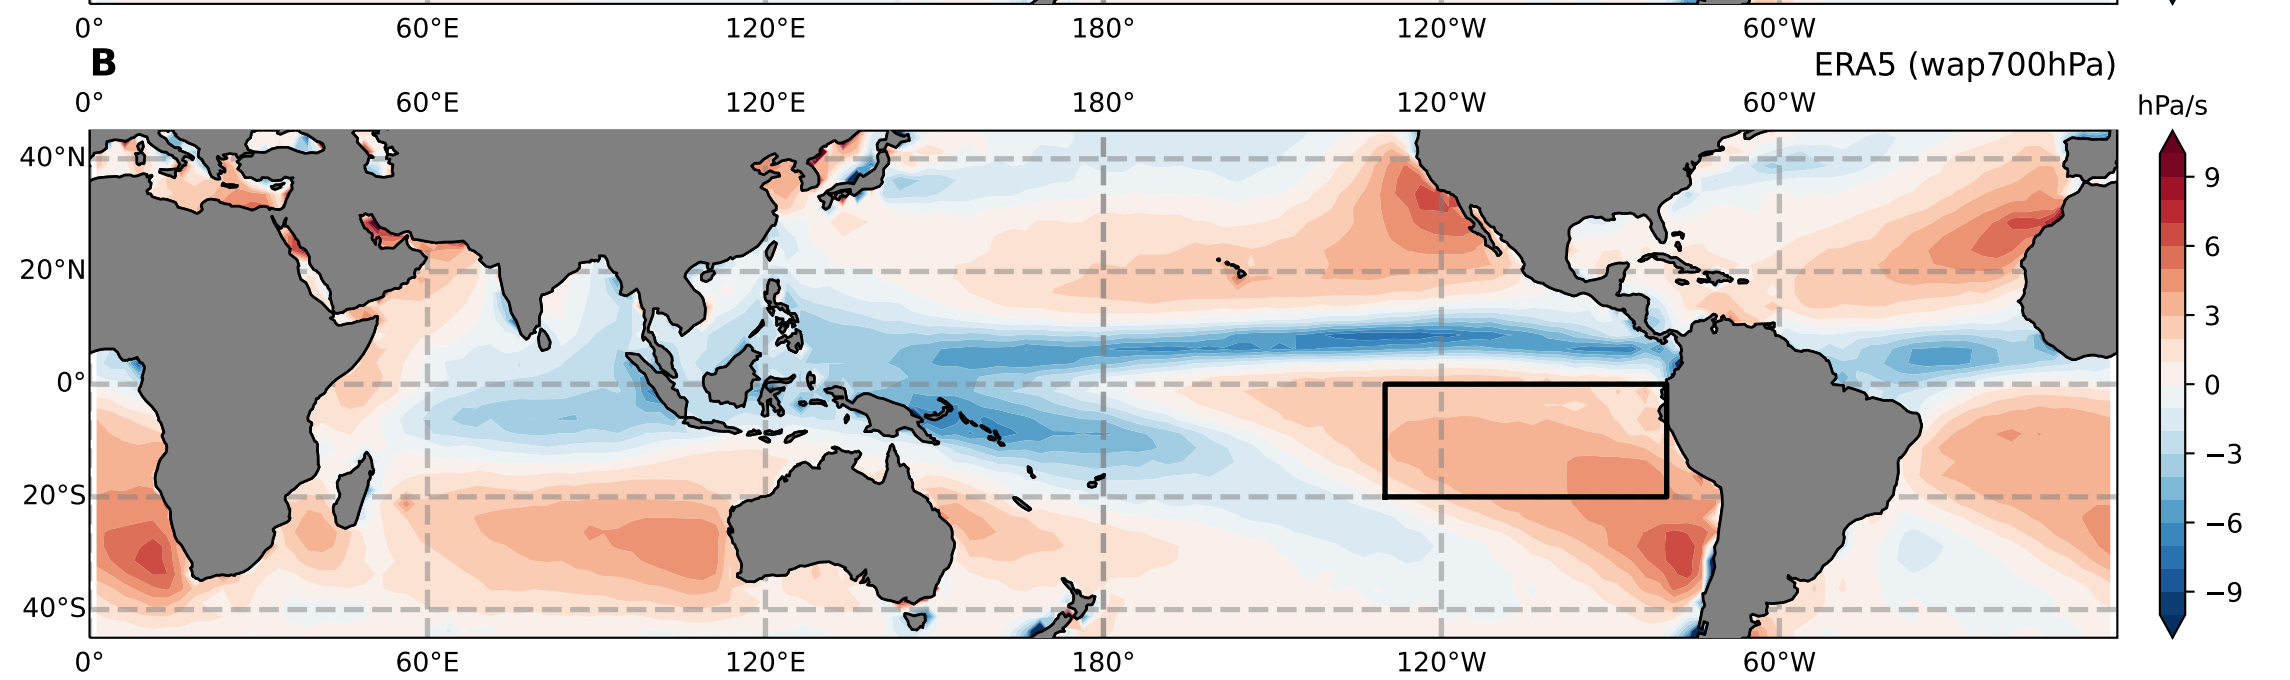 0° 60°E 120°E 180° 120°W 60°W
B ERA5 (wap700hPa)
0° 60°E 120°E 180° 120°W 60°W hPa/s
40°N
20°N
0°
20°S
40°S
9
6
3
0
−3
−6
−9
0° 60°E 120°E 180° 120°W 60°W